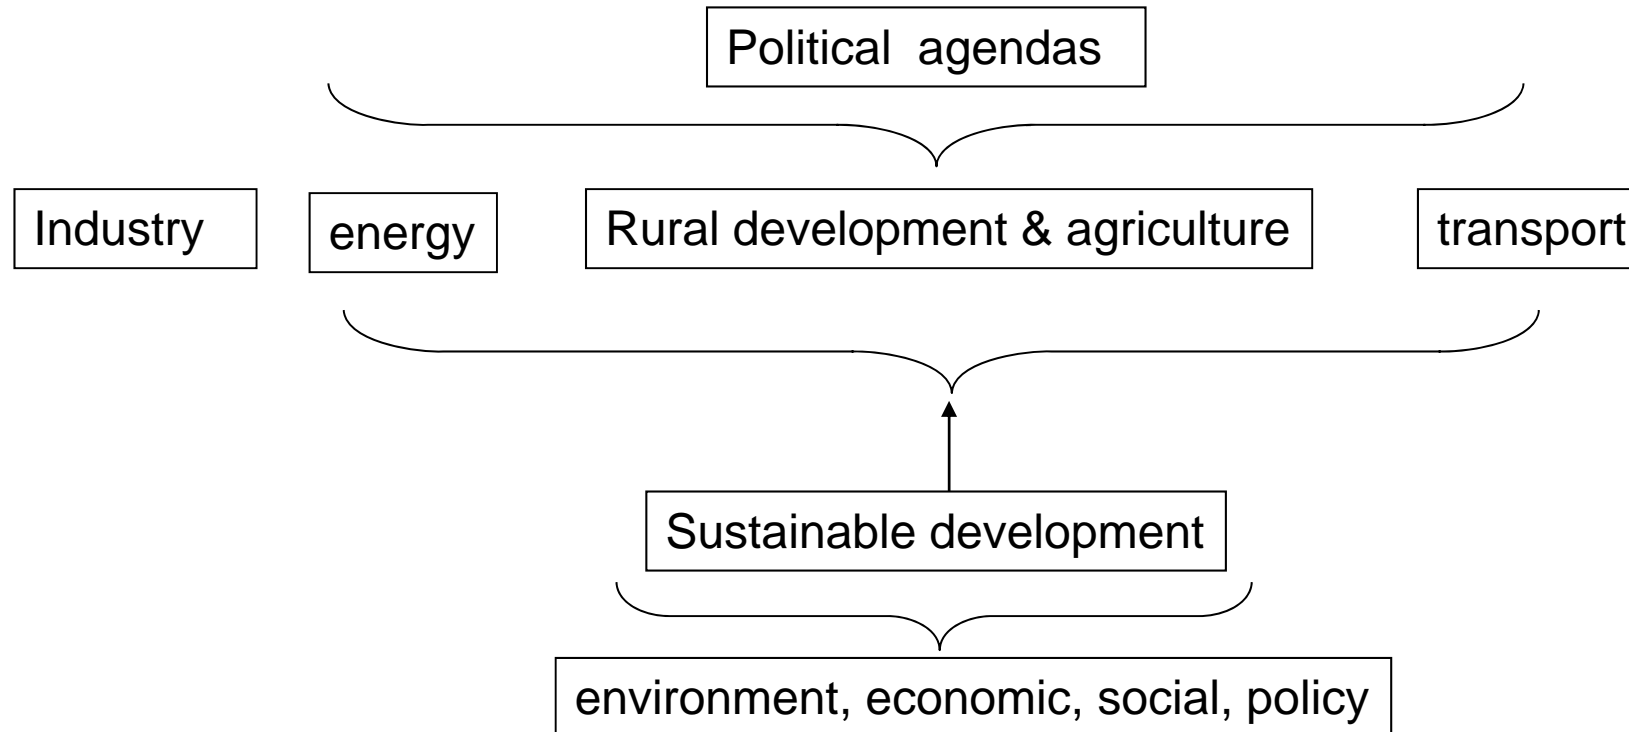 Political agendas
Industry
energy
Rural development & agriculture
transport
Sustainable development
environment, economic, social, policy